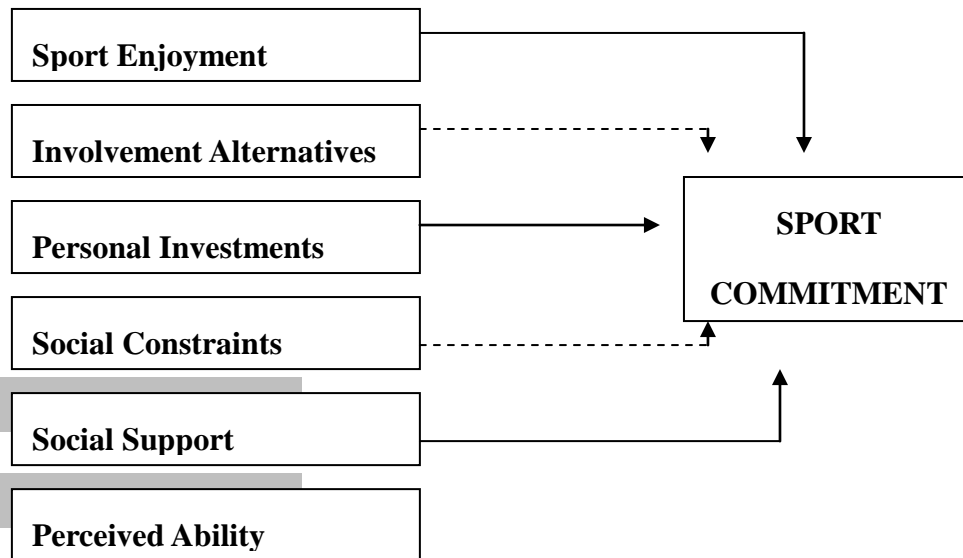 Sport Enjoyment
Involvement Alternatives
Personal Investments
Social Constraints
Social Support
Perceived Ability
SPORT
COMMITMENT